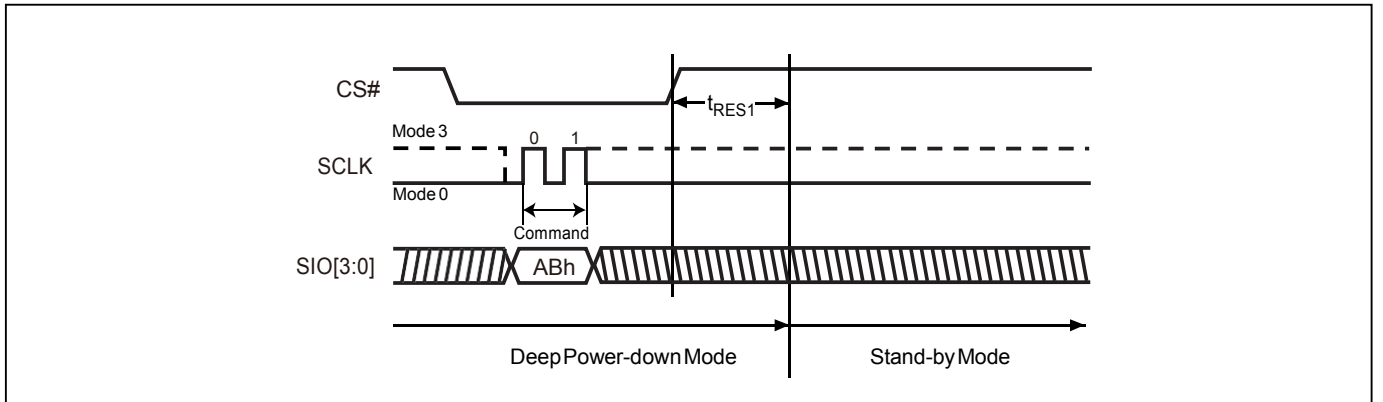 CS#
tRES1
Mode 3
0 1
SCLK
Mode 0
Command
SIO[3:0]
ABh
Deep Power-down Mode
Stand-by Mode